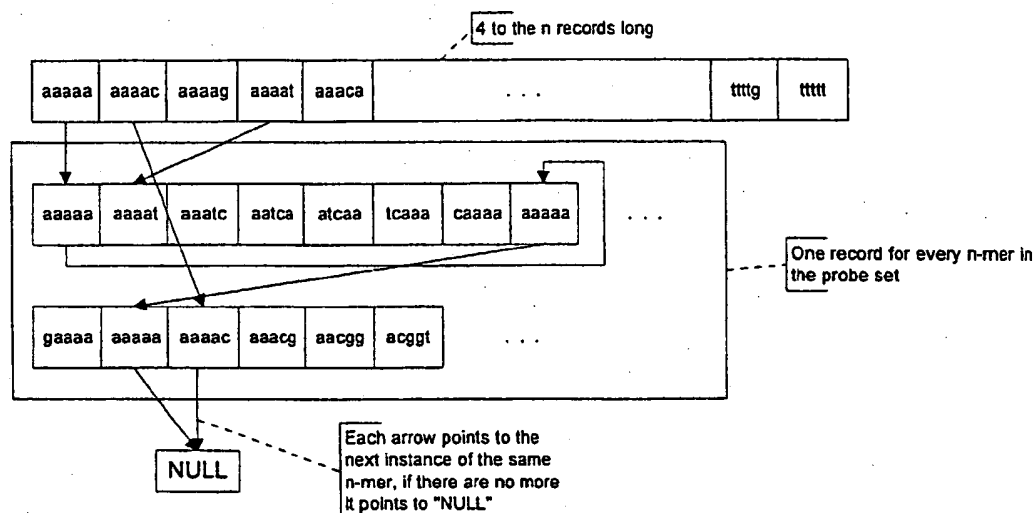 4 to the n records long
aaaaa aaaac aaaag aaaat aaaca . . . ttttg ttttt
aaaaa aaaat aaatc aatca atcaa tcaaa caaaa aaaaa . . .
One record for every n-mer in
the probe set
gaaaa aaaaa aaaac aaacg aacgg acggt . . .
Each arrow points to the
next instance of the same
n-mer, if there are no more
it points to "NULL"
NULL